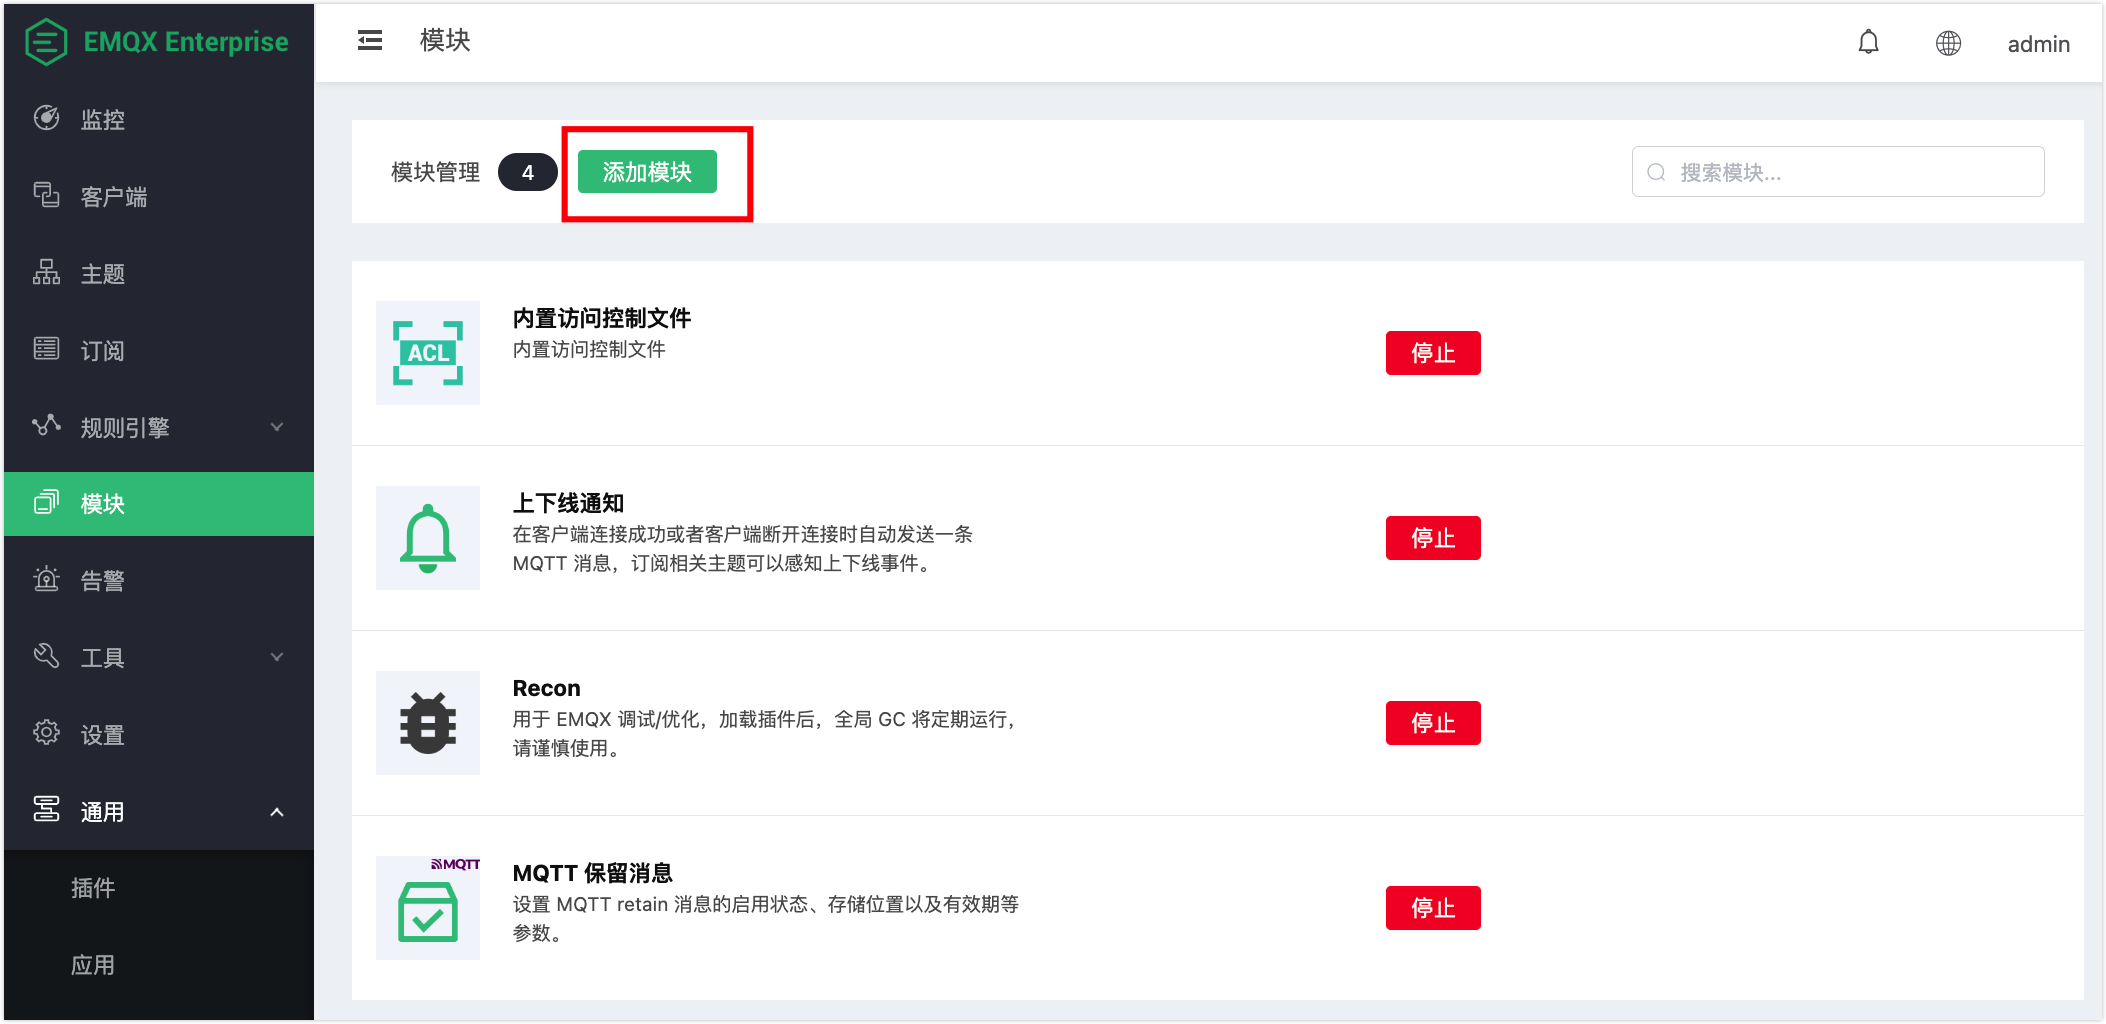 EMQX Enterprise
模块
admin
监控
客户端
主题
订阅
规则引擎
模块
告警
工具
设置
通用
插件
应用
模块管理 4 添加模块
搜索模块...
ACL
内置访问控制文件
内置访问控制文件
停止
上下线通知
在客户端连接成功或者客户端断开连接时自动发送一条
MQTT 消息，订阅相关主题可以感知上下线事件。
停止
Recon
用于 EMQX 调试/优化，加载插件后，全局 GC 将定期运行，
请谨慎使用。
停止
MQTT
MQTT 保留消息
设置 MQTT retain 消息的启用状态、存储位置以及有效期等
参数。
停止